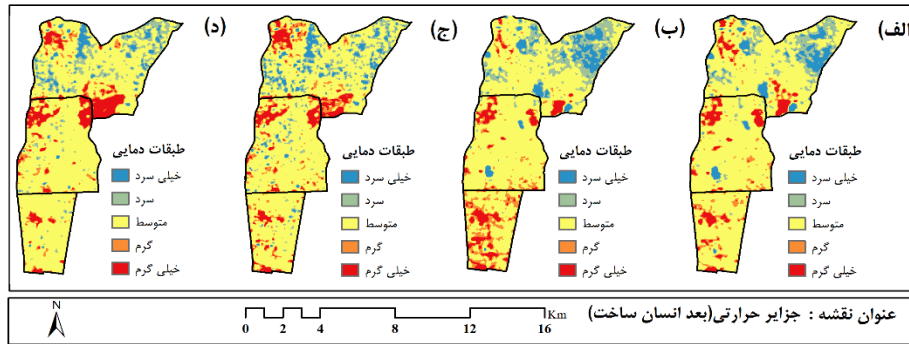 الف)
(ب)
(ج)
(د)
طبقات دمایی
خیلی سرد
سرد
متوسط
گرم
خیلی گرم
طبقات دمایی
خیلی سرد
سرد
متوسط
گرم
خیلی گرم
طبقات دمایی
خیلی سرد
سرد
متوسط
گرم
خیلی گرم
طبقات دمایی
خیلی سرد
سرد
متوسط
گرم
خیلی گرم
عنوان نقشه : جزایر حرارتی(بعد انسان ساخت)
Km
0 2 4 8 12 16
N